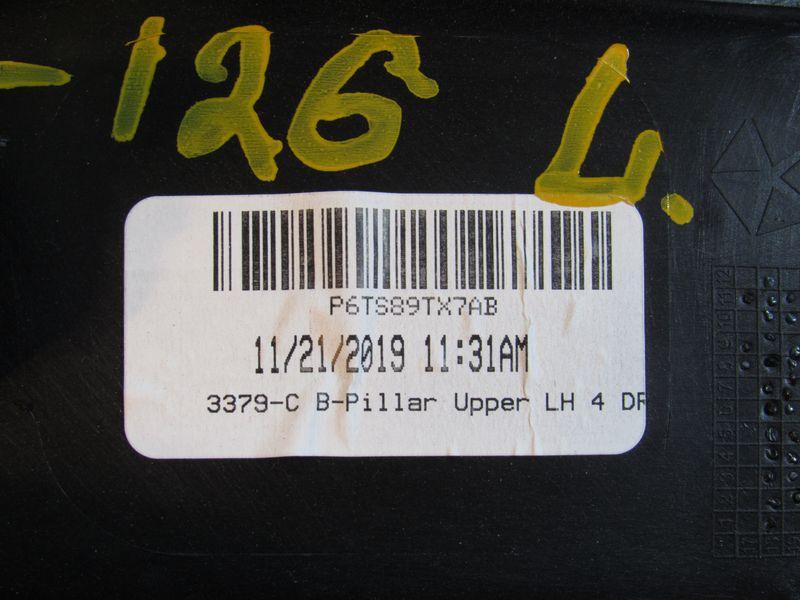 -126 L.
P6TS89TX7AB
11/21/2019 11:31AM
3379-C B-Pillar Upper LH 4 DR